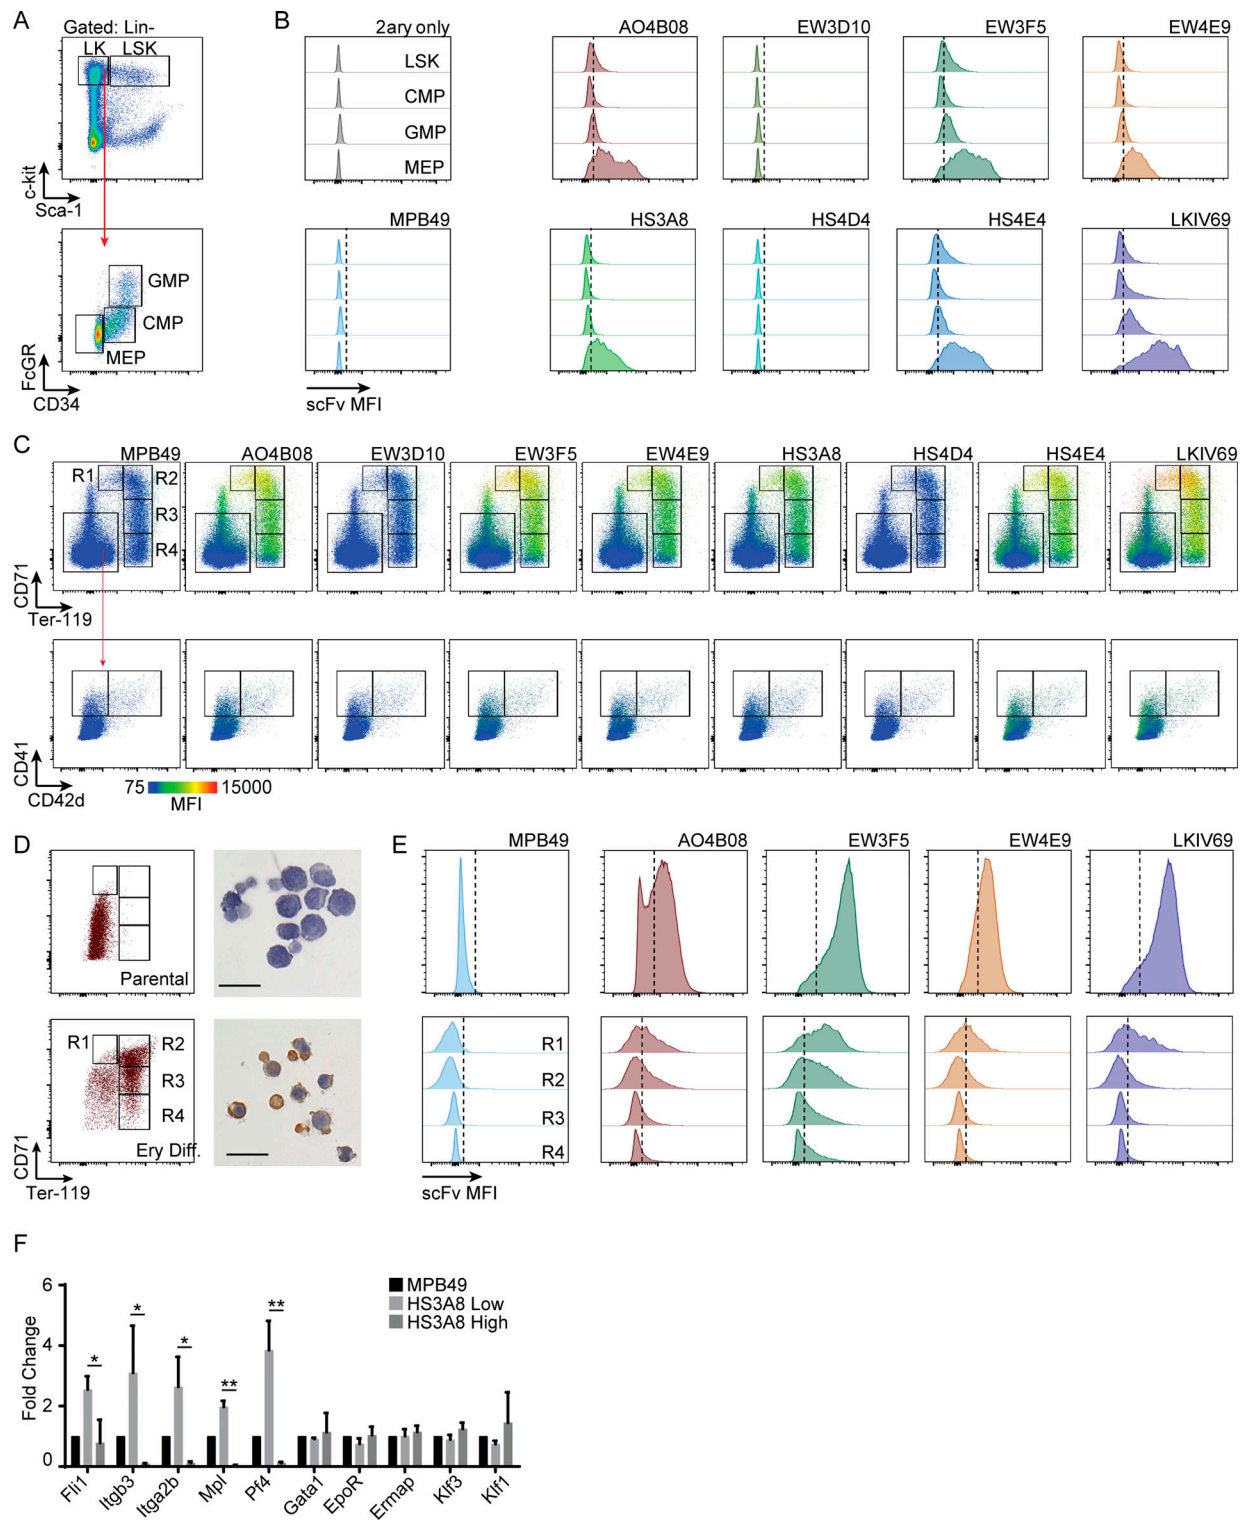 A
Gated: Lin-
LK LSK
c-kit
Sca-1
GMP
CMP
MEP
FcGR
CD34
B
2ary only
AO4B08
EW3D10
EW3F5
EW4E9
LSK
CMP
GMP
MEP
MPB49
HS3A8
HS4D4
HS4E4
LKIV69
scFv MFI
C
MPB49
AO4B08
EW3D10
EW3F5
EW4E9
HS3A8
HS4D4
HS4E4
LKIV69
R1
R2
R3
R4
CD71
Ter-119
CD41
CD42d
75
15000
MFI
D
Parental
R1
R2
R3
R4
Ery Diff.
CD71
Ter-119
E
MPB49
AO4B08
EW3F5
EW4E9
LKIV69
R1
R2
R3
R4
scFv MFI
F
6
4
2
0
Fold Change
MPB49
HS3A8 Low
HS3A8 High
*
*
*
**
**
Fli1
Itgb3
Itga2b
Mpl
Pf4
Gata1
EpoR
Ermap
Klf3
Klf1